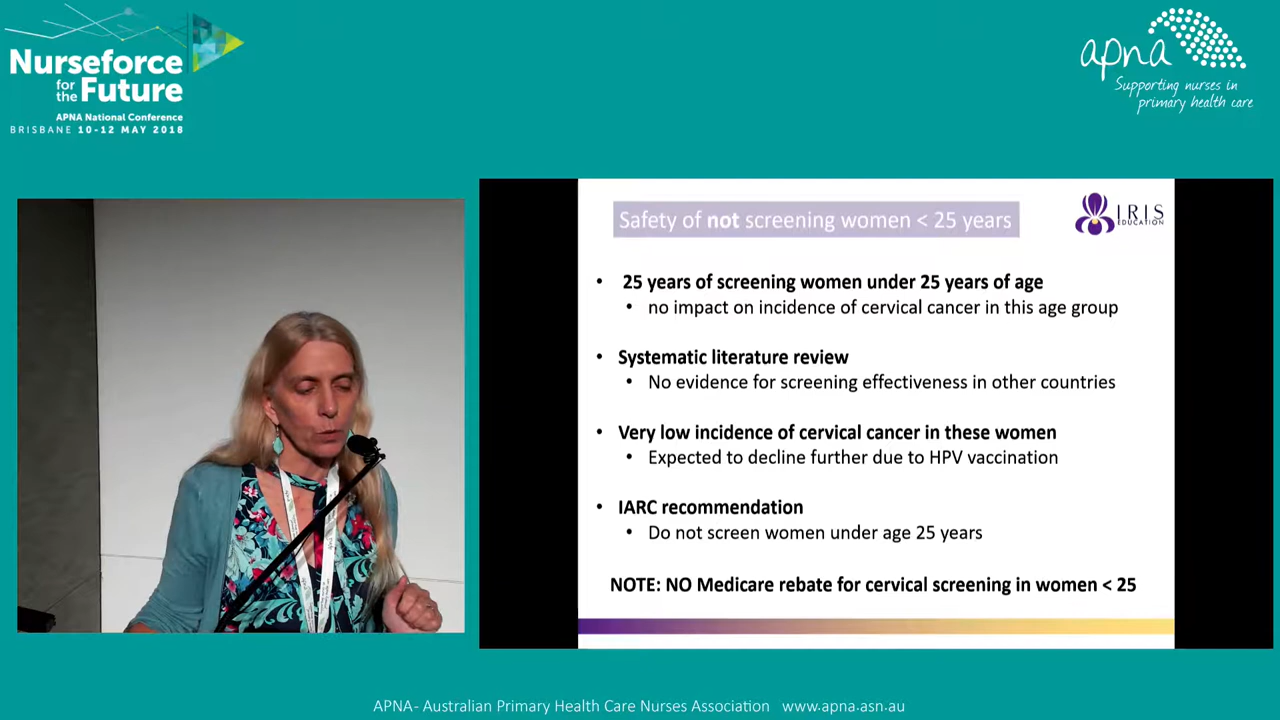 Nurseforce
for
the Future
APNA National Conference
BRISBANE 10-12 MAY 2018
apna
Supporting nurses in
primary health care
Safety of not screening women < 25 years
IRIS
EDUCATION
• 25 years of screening women under 25 years of age
• no impact on incidence of cervical cancer in this age group
• Systematic literature review
• No evidence for screening effectiveness in other countries
• Very low incidence of cervical cancer in these women
• Expected to decline further due to HPV vaccination
• IARC recommendation
• Do not screen women under age 25 years
NOTE: NO Medicare rebate for cervical screening in women < 25
APNA- Australian Primary Health Care Nurses Association www.apna.asn.au